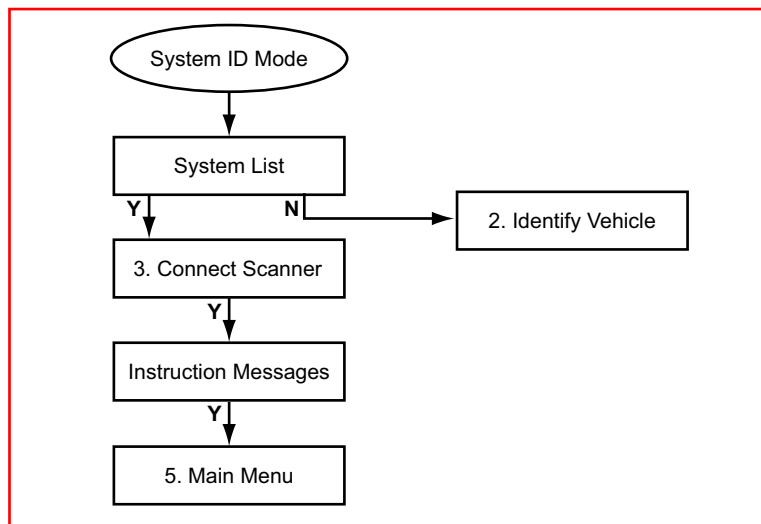 System ID Mode
System List
Y
N
2. Identify Vehicle
3. Connect Scanner
Y
Instruction Messages
Y
5. Main Menu